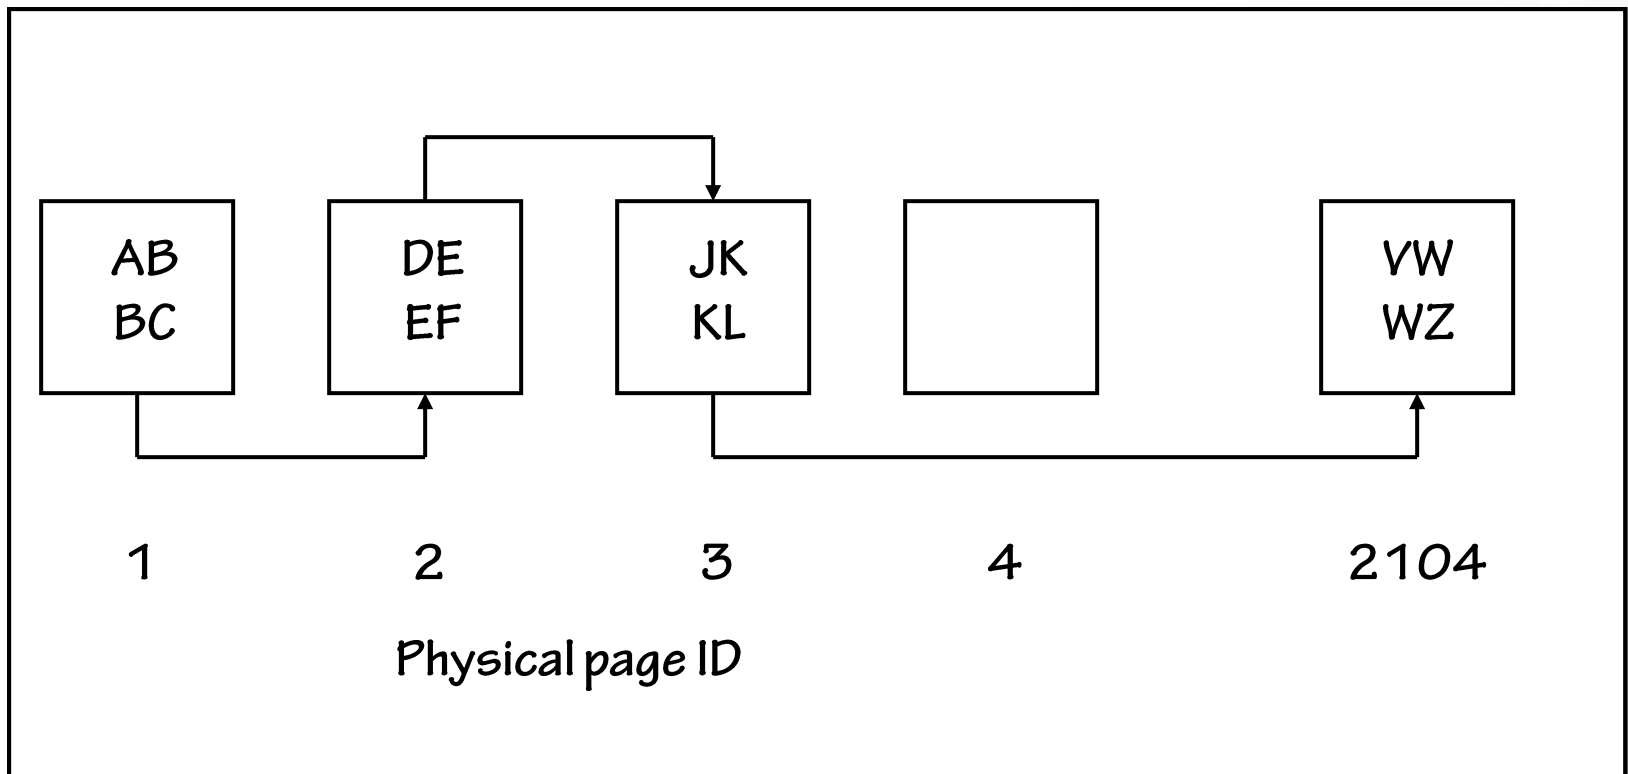 AB DE JK VW
BC EF KL WZ
1 2 3 4 2104
Physical page ID